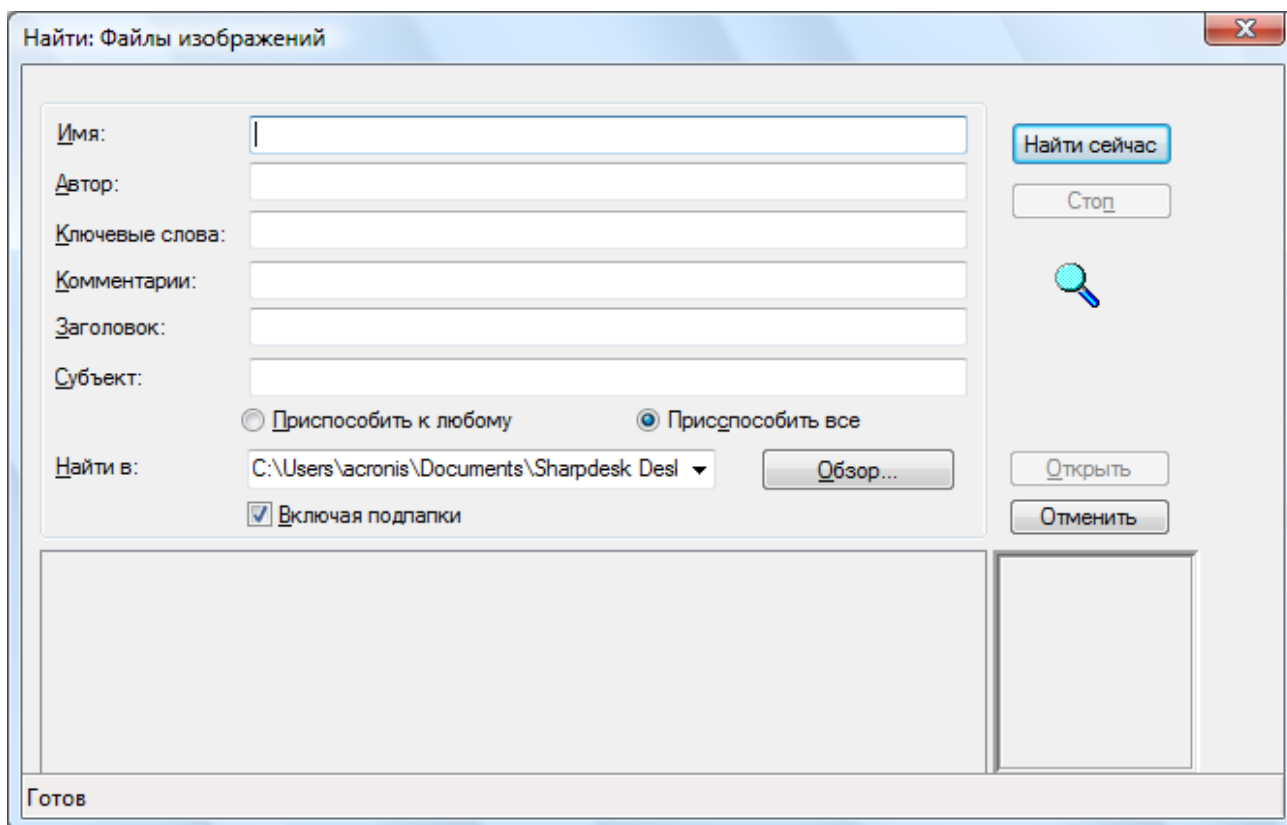 Найти: Файлы изображений
Имя:
Найти сейчас
Автор:
Стоп
Ключевые слова:
Комментарии:
Заголовок:
Субъект:
Приспособить к любому
Присспособить все
Найти в:
C:\Users\acronis\Documents\Sharpdesk Desl
Обзор...
Открыть
Включая подпапки
Отменить
Готов